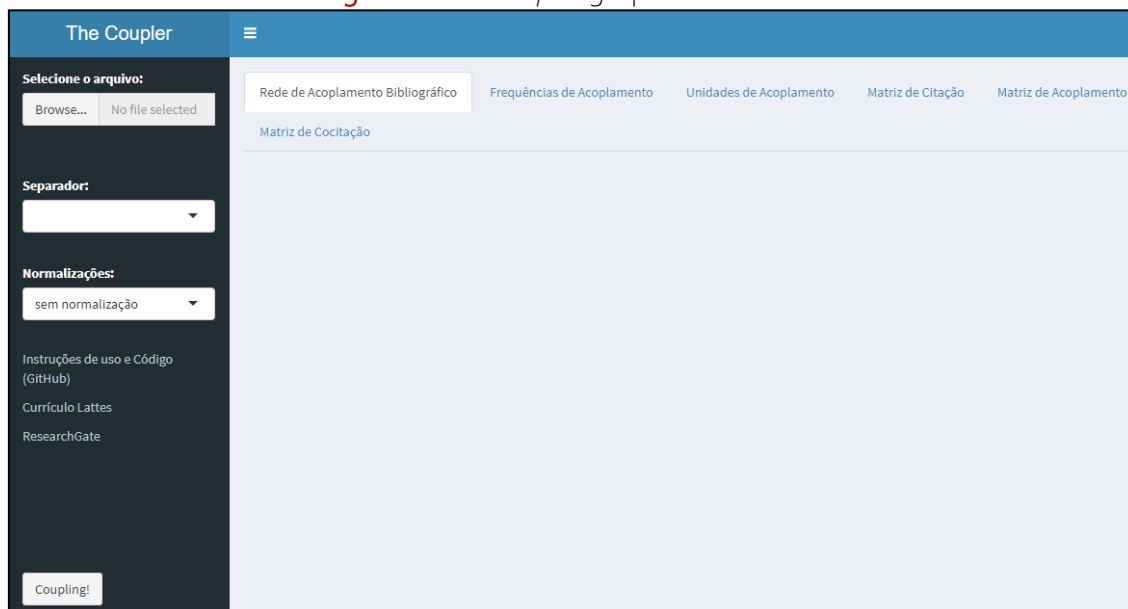 The Coupler
Selecione o arquivo:
Browse... No file selected
Separador:
Normalizações:
sem normalização
Instruções de uso e Código
(GitHub)
Currículo Lattes
ResearchGate
Coupling!
Rede de Acoplamento Bibliográfico Frequências de Acoplamento Unidades de Acoplamento Matriz de Citação Matriz de Acoplamento
Matriz de Cocitação